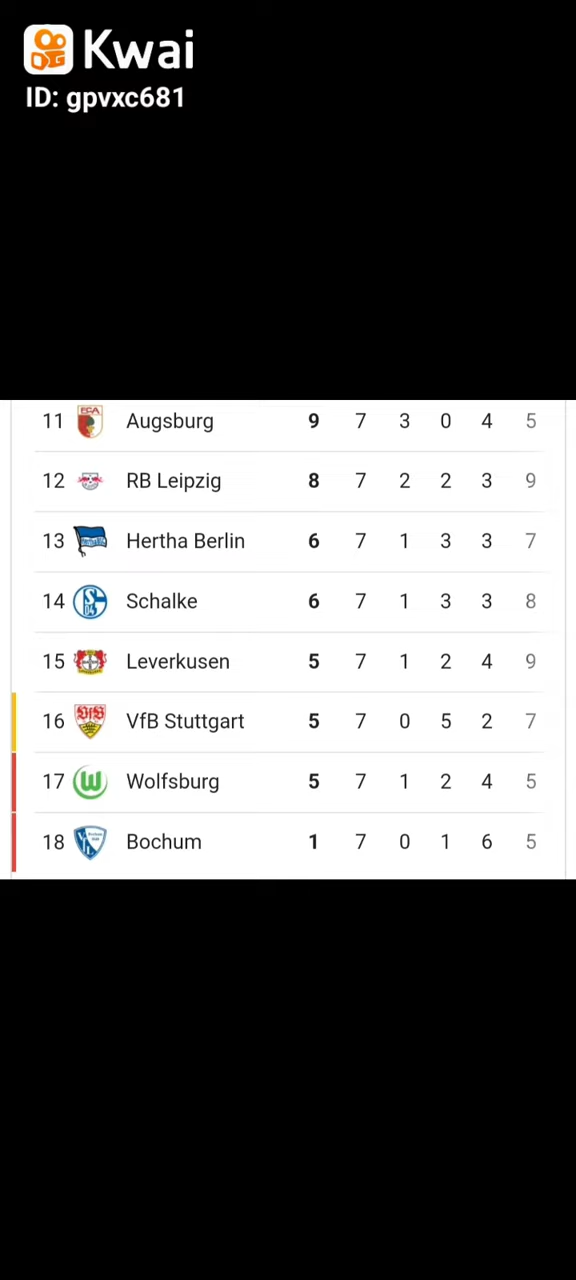 Kwai
ID: gpvxc681
11 Augsburg 9 7 3 0 4 5
12 RB Leipzig 8 7 2 2 3 9
13 Hertha Berlin 6 7 1 3 3 7
14 Schalke 6 7 1 3 3 8
15 Leverkusen 5 7 1 2 4 9
16 VfB Stuttgart 5 7 0 5 2 7
17 Wolfsburg 5 7 1 2 4 5
18 Bochum 1 7 0 1 6 5